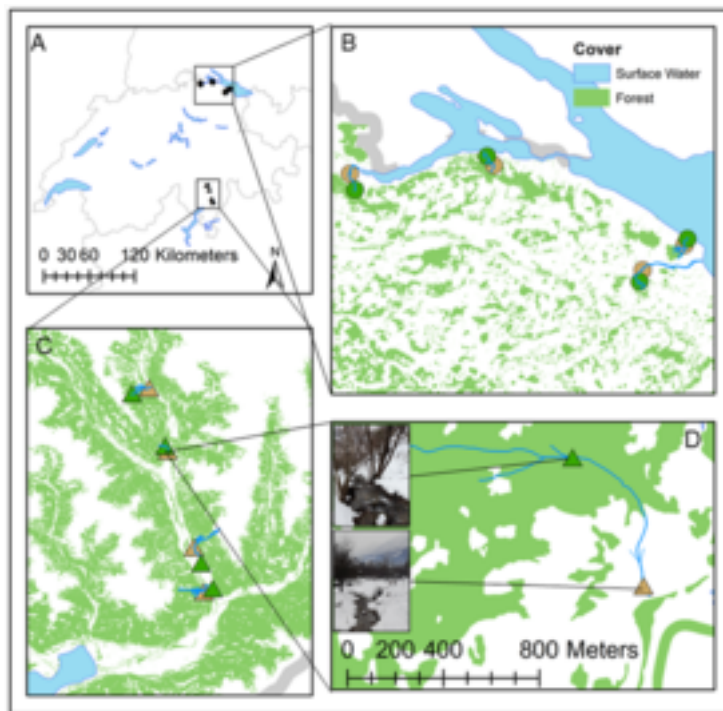 A
B
Cover
Surface Water
Forest
0 30 60 120 Kilometers
N
C
D
0 200 400 800 Meters